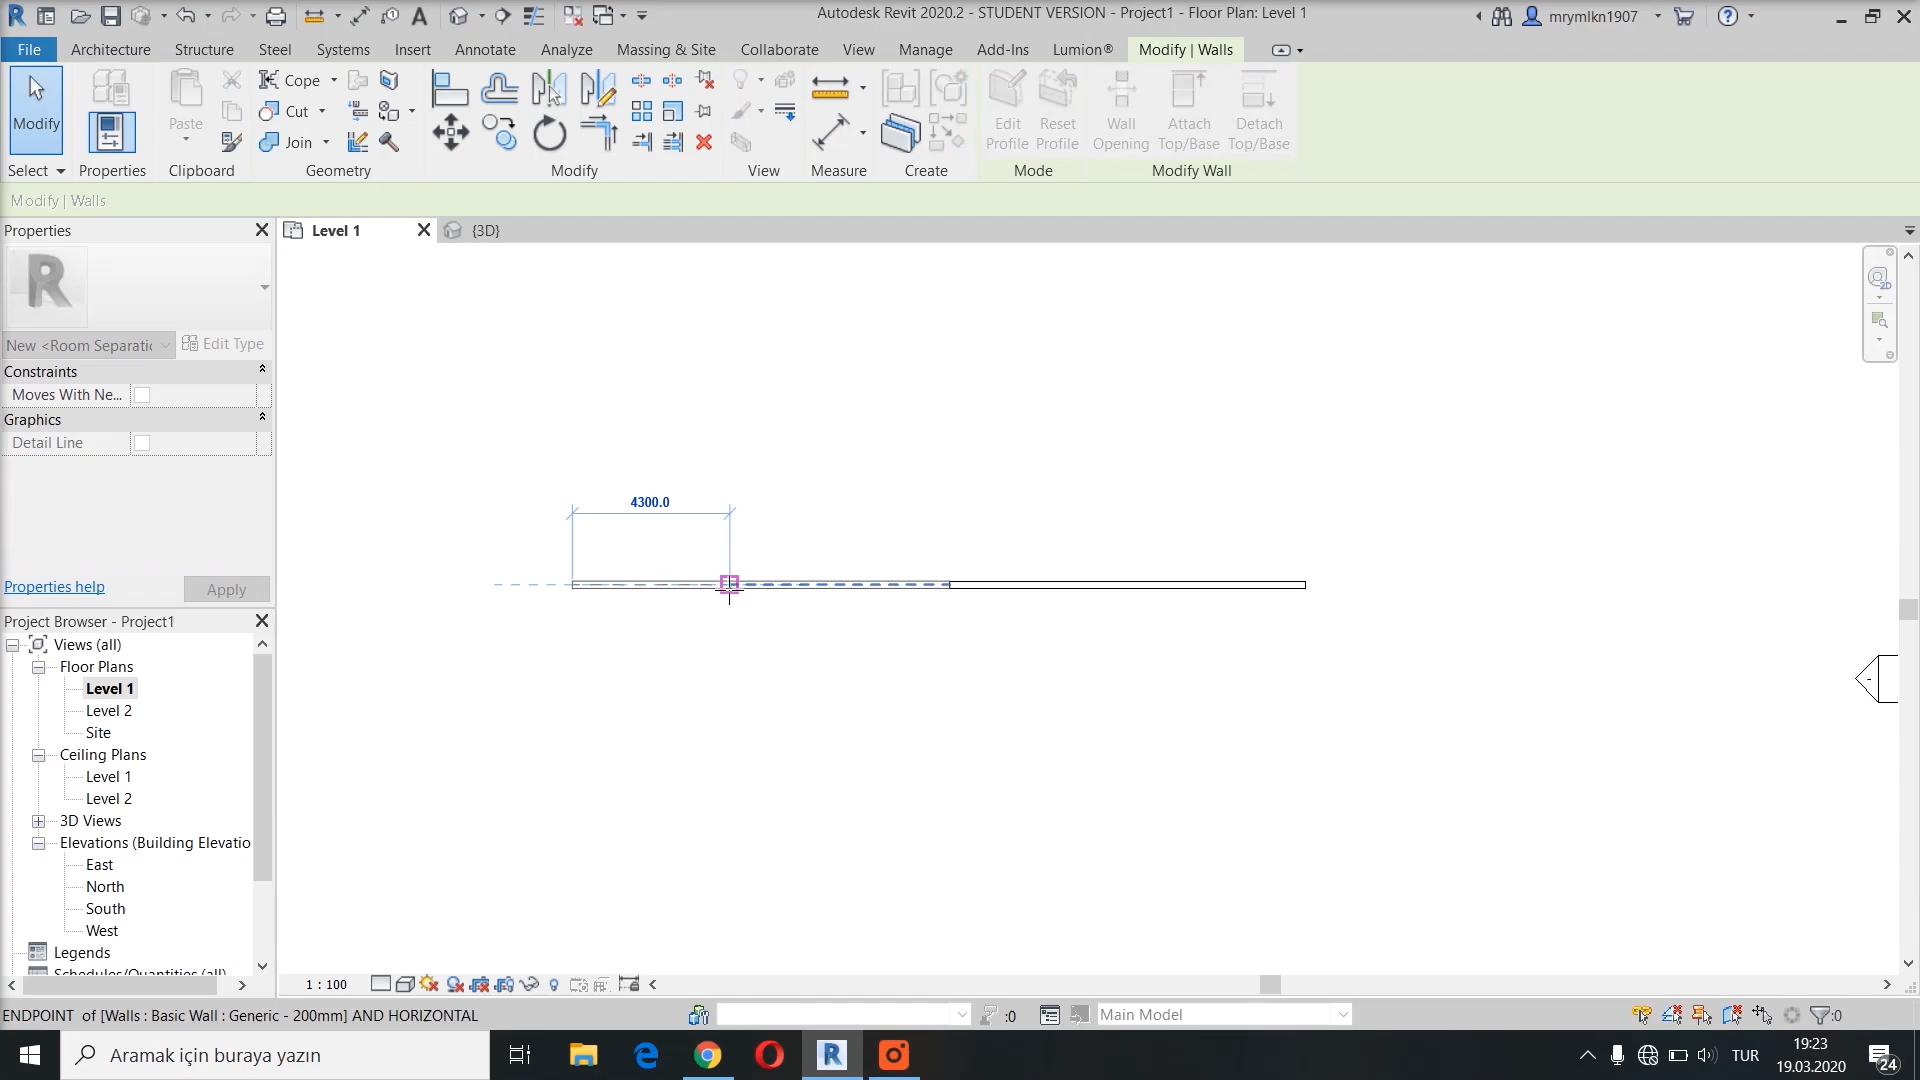 Autodesk Revit 2020.2 - STUDENT VERSION - Project1 - Floor Plan: Level 1
mrymlkn1907
File Architecture Structure Steel Systems Insert Annotate Analyze Massing & Site Collaborate View Manage Add-Ins Lumion® Modify | Walls
Modify
Paste
Cope
Cut
Join
Edit Profile
Reset Profile
Wall Opening
Attach Top/Base
Detach Top/Base
Select Properties Clipboard Geometry Modify View Measure Create Mode Modify Wall
Modify | Walls
Properties
Level 1
{3D}
New <Room Separatic
Edit Type
Constraints
Moves With Ne...
Graphics
Detail Line
Properties help
Apply
4300.0
Project Browser - Project1
Views (all)
Floor Plans
Level 1
Level 2
Site
Ceiling Plans
Level 1
Level 2
3D Views
Elevations (Building Elevatio
East
North
South
West
Legends
Schedules/Quantities (all)
1 : 100
ENDPOINT of [Walls : Basic Wall : Generic - 200mm] AND HORIZONTAL
:0
Main Model
:0
Aramak için buraya yazın
TUR
19:23
19.03.2020
24